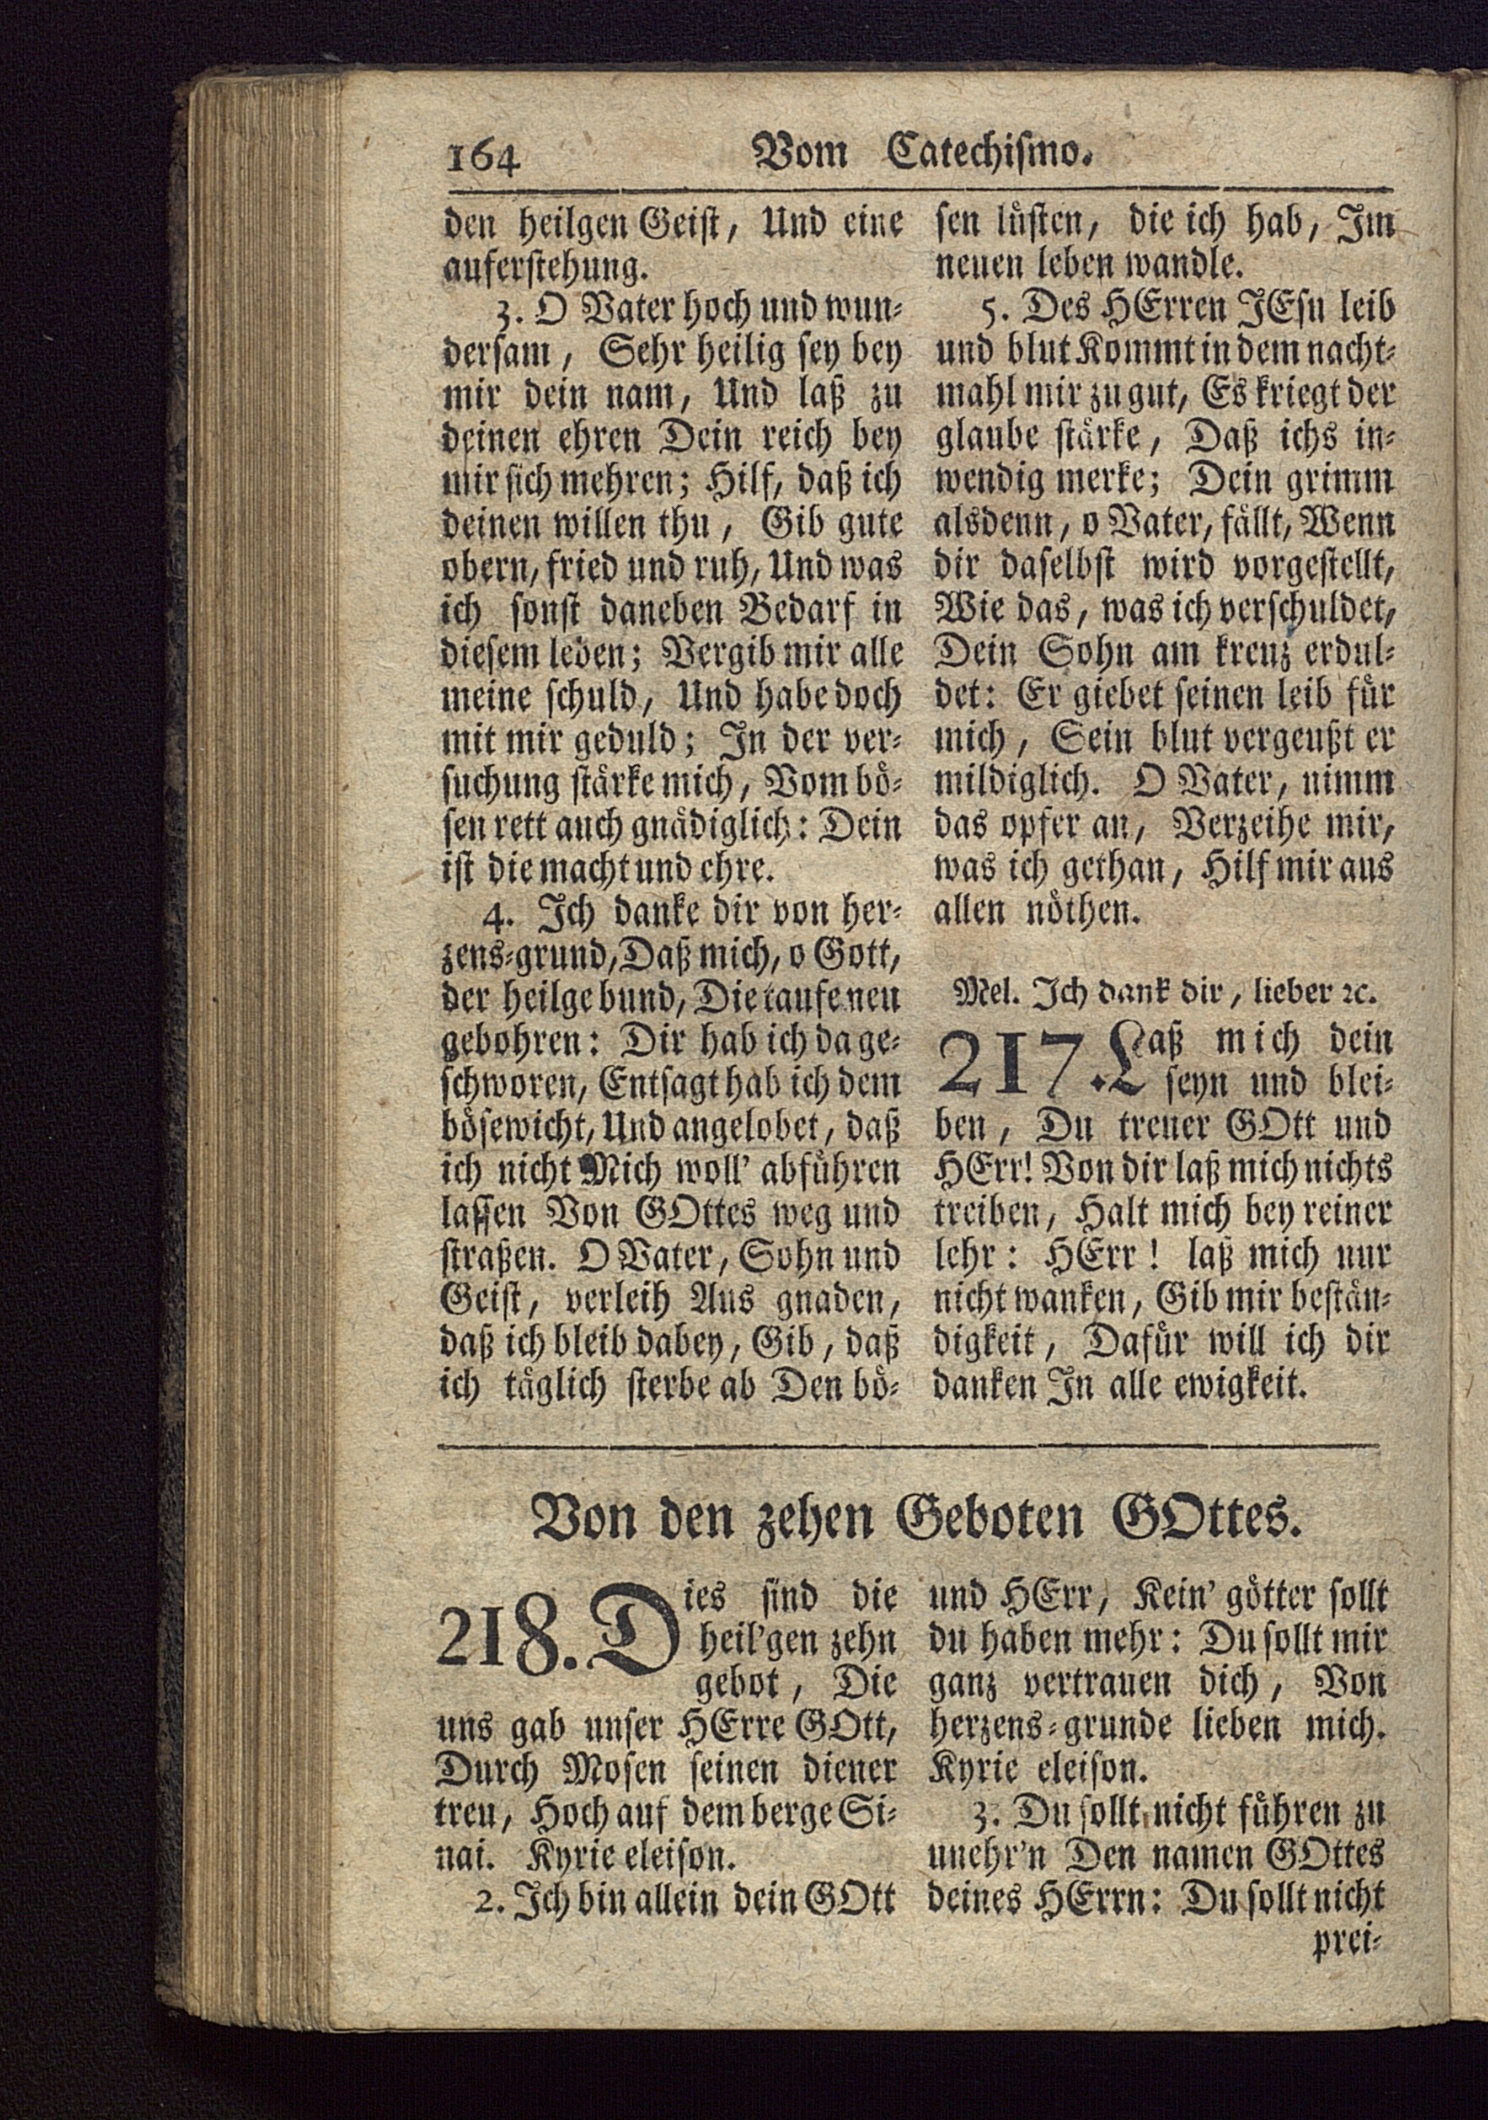 164 Vom Catechismo.
den heilgen Geist, Und eine
auferstehung.
3. O Vater hoch und wun-
dersam, Sehr heilig sey bey
mir dein nam, Und laß zu
deinen ehren Dein reich bey
mir sich mehren; Hilf, daß ich
deinen willen thu, Gib gute
obern, fried und ruh, Und was
ich sonst daneben Bedarf in
diesem leben; Vergib mir alle
meine schuld, Und habe doch
mit mir geduld; In der ver-
suchung stärke mich, Vom bö-
sen rett auch gnädiglich: Dein
ist die macht und ehre.
4. Ich danke dir von her-
zens-grund, Daß mich, o Gott,
der heilge bund, Die taufe neu
gebohren: Dir hab ich da ge-
schworen, Entsagt hab ich dem
bösewicht, Und angelobet, daß
ich nicht Mich woll' abführen
lassen Von GOttes weg und
straßen. O Vater, Sohn und
Geist, verleih Aus gnaden,
daß ich bleib dabey, Gib, daß
ich täglich sterbe ab Den bö-
sen lüsten, die ich hab, Im
neuen leben wandle.
5. Des HErren JEsu leib
und blut Kommt in dem nacht-
mahl mir zu gut, Es kriegt der
glaube stärke, Daß ichs in-
wendig merke; Dein grimm
alsdenn, o Vater, fällt, Wenn
dir daselbst wird vorgestellt,
Wie das, was ich verschuldet,
Dein Sohn am kreuz erdul-
det: Er giebet seinen leib für
mich, Sein blut vergeußt er
mildiglich. O Vater, nimm
das opfer an, Verzeihe mir,
was ich gethan, Hilf mir aus
allen nöthen.
Mel. Ich dank dir, lieber ꝛc.
217. Laß mich dein
seyn und blei-
ben, Du treuer GOtt und
HErr! Von dir laß mich nichts
treiben, Halt mich bey reiner
lehr: HErr! laß mich nur
nicht wanken, Gib mir bestän-
digkeit, Dafür will ich dir
danken In alle ewigkeit.
Von den zehen Geboten GOttes.
218. Dies sind die
heil'gen zehn
gebot, Die
uns gab unser HErre GOtt,
Durch Mosen seinen diener
treu, Hoch auf dem berge Si-
nai. Kyrie eleison.
2. Ich bin allein dein GOtt
und HErr, Kein' götter sollt
du haben mehr: Du sollt mir
ganz vertrauen dich, Von
herzens-grunde lieben mich.
Kyrie eleison.
3. Du sollt nicht führen zu
unehr'n Den namen GOttes
deines HErrn: Du sollt nicht
prei-